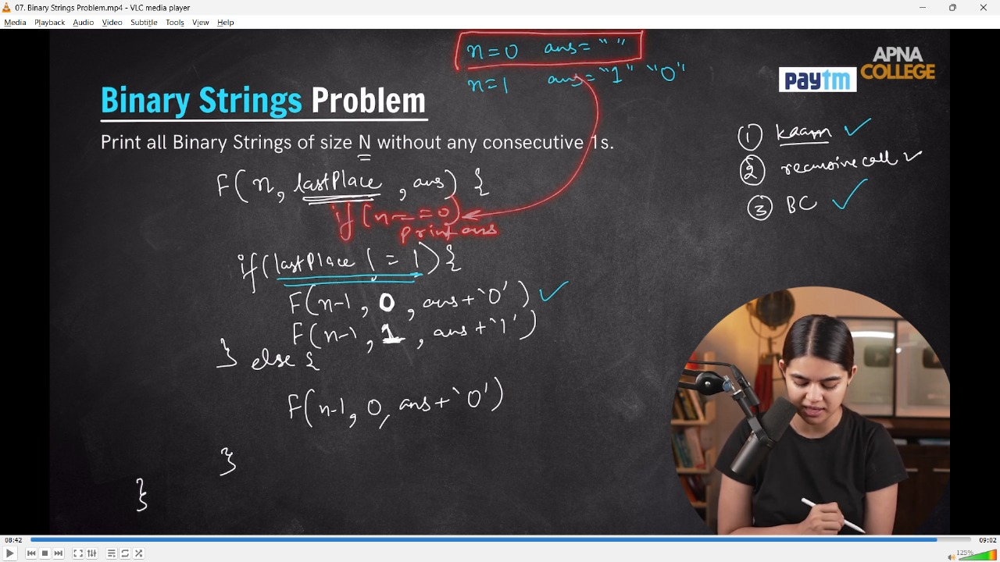 07. Binary Strings Problem.mp4 - VLC media player
Media Playback Audio Video Subtitle Tools View Help
n=0 ans=" "
n=1 ans="1" "0"
APNA
COLLEGE
paytm
Binary Strings Problem
Print all Binary Strings of size N without any consecutive 1s.
① kaam ✓
② recursive call ✓
③ BC ✓
F(n, lastPlace, ans) {
if (n==0)
print ans
if(lastPlace != 1){
F(n-1, 0, ans+'0') ✓
F(n-1, 1, ans+'1')
} else {
F(n-1, 0, ans+'0')
}
}
08:42
09:02
125%